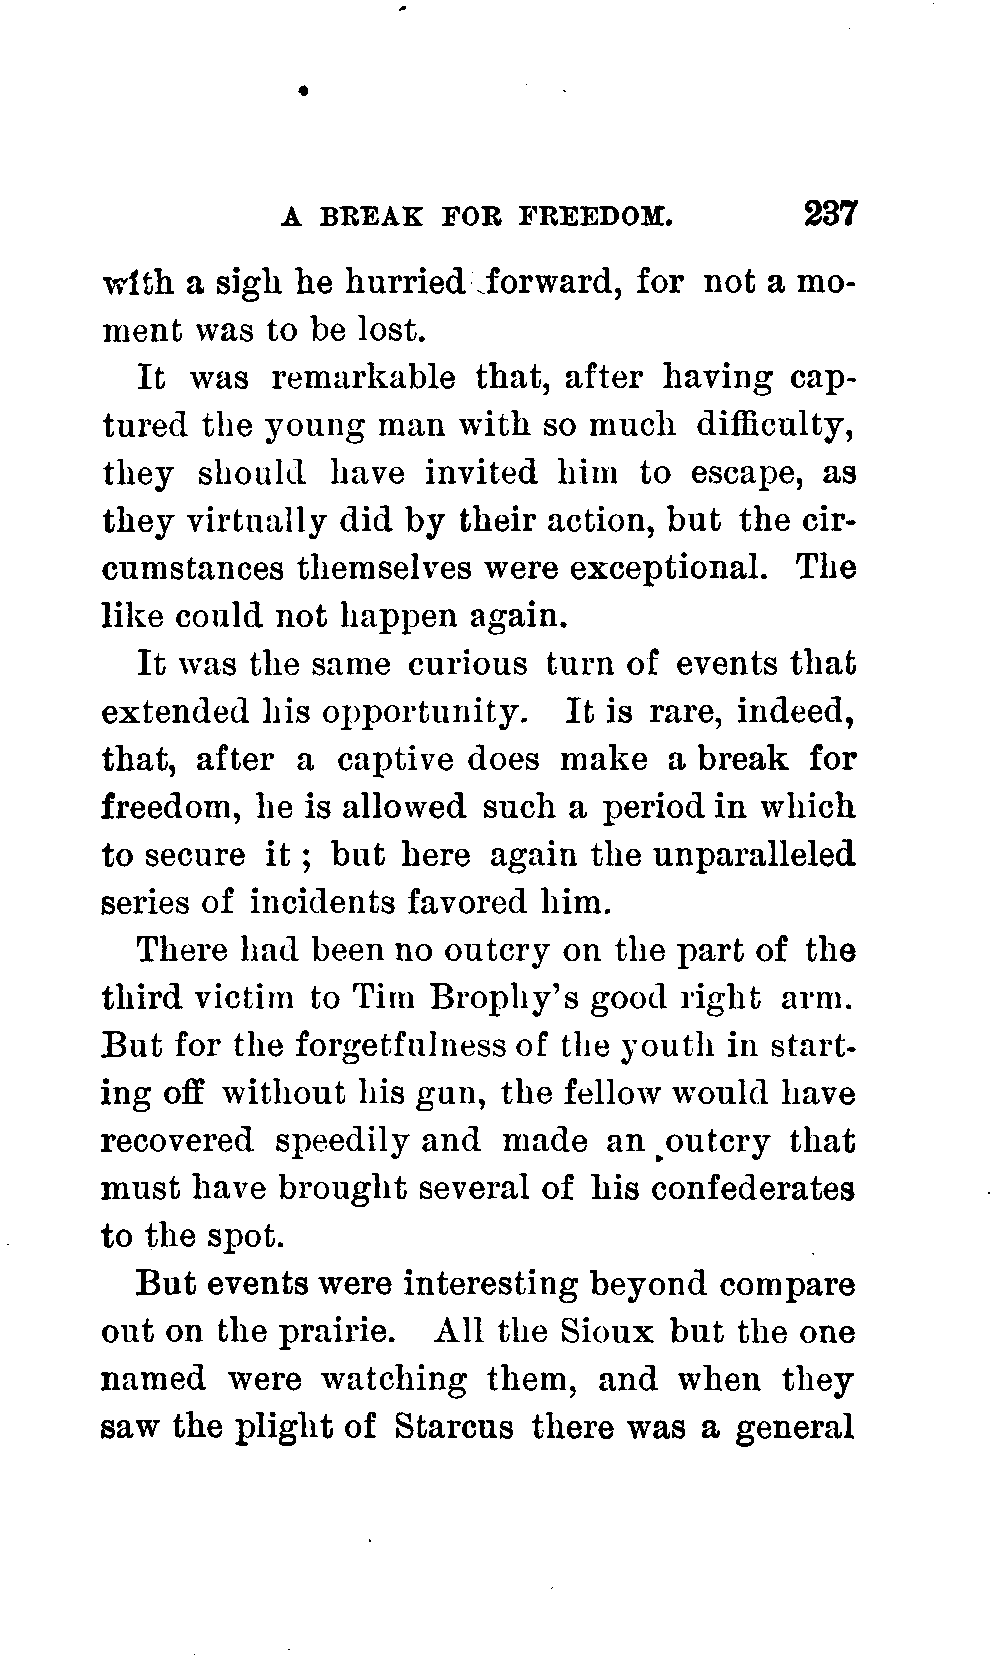 A BREAK FOR FREEDOM. 237
with a sigh he hurried forward, for not a mo-
ment was to be lost.
It was remarkable that, after having cap-
tured the young man with so much difficulty,
they should have invited him to escape, as
they virtually did by their action, but the cir-
cumstances themselves were exceptional. The
like could not happen again.
It was the same curious turn of events that
extended his opportunity. It is rare, indeed,
that, after a captive does make a break for
freedom, he is allowed such a period in which
to secure it ; but here again the unparalleled
series of incidents favored him.
There had been no outcry on the part of the
third victim to Tim Brophy's good right arm.
But for the forgetfulness of the youth in start-
ing off without his gun, the fellow would have
recovered speedily and made an outcry that
must have brought several of his confederates
to the spot.
But events were interesting beyond compare
out on the prairie. All the Sioux but the one
named were watching them, and when they
saw the plight of Starcus there was a general